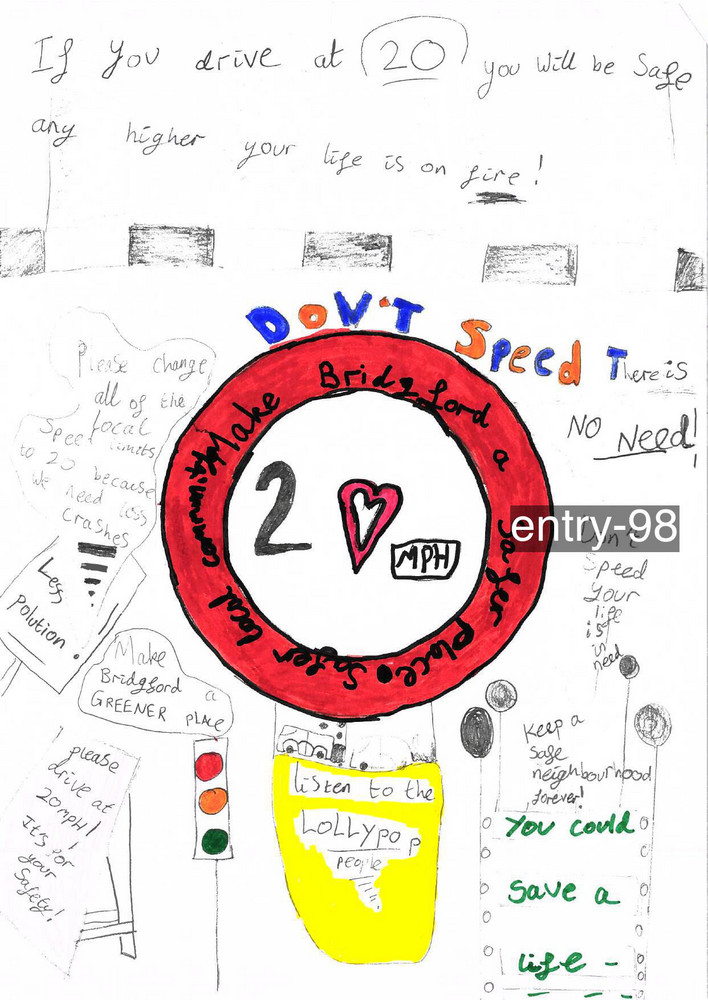 If you drive at 20 you will be safe
any higher your life is on fire!
DON'T Speed There is
NO Need!
Please change
all of the
local
Speed limits
to 20 because
we need less
crashes
Make Bridgford a safer place. Safer local community
2
MPH
entry-98
Don't
Speed
your
life
is
in
need
Less
Polution!
Make
Bridgford a
GREENER PLACE
please
drive at
20mph!
It's for
your
Safety!
listen to the
LOLLYPOP
PEOPLE
Keep a
Safe
neighbourhood
forever!
You could
save a
life -